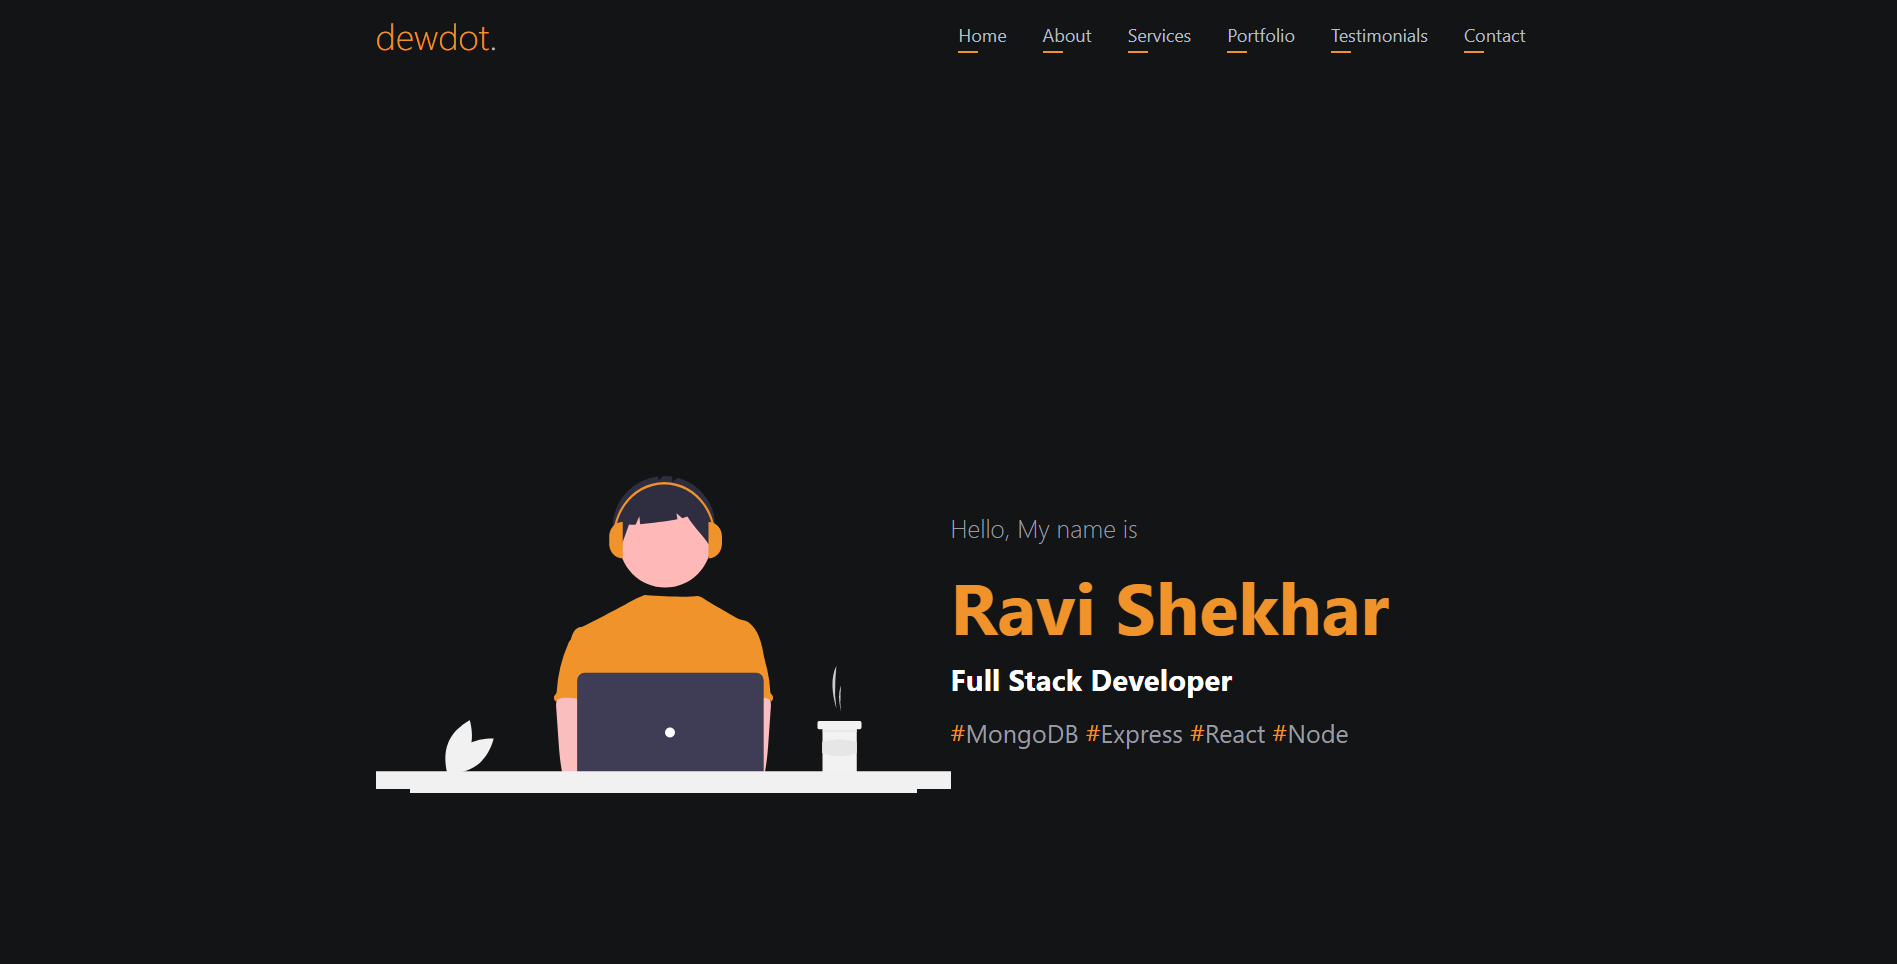 dewdot.
Home About Services Portfolio Testimonials Contact
Hello, My name is
Ravi Shekhar
Full Stack Developer
#MongoDB #Express #React #Node